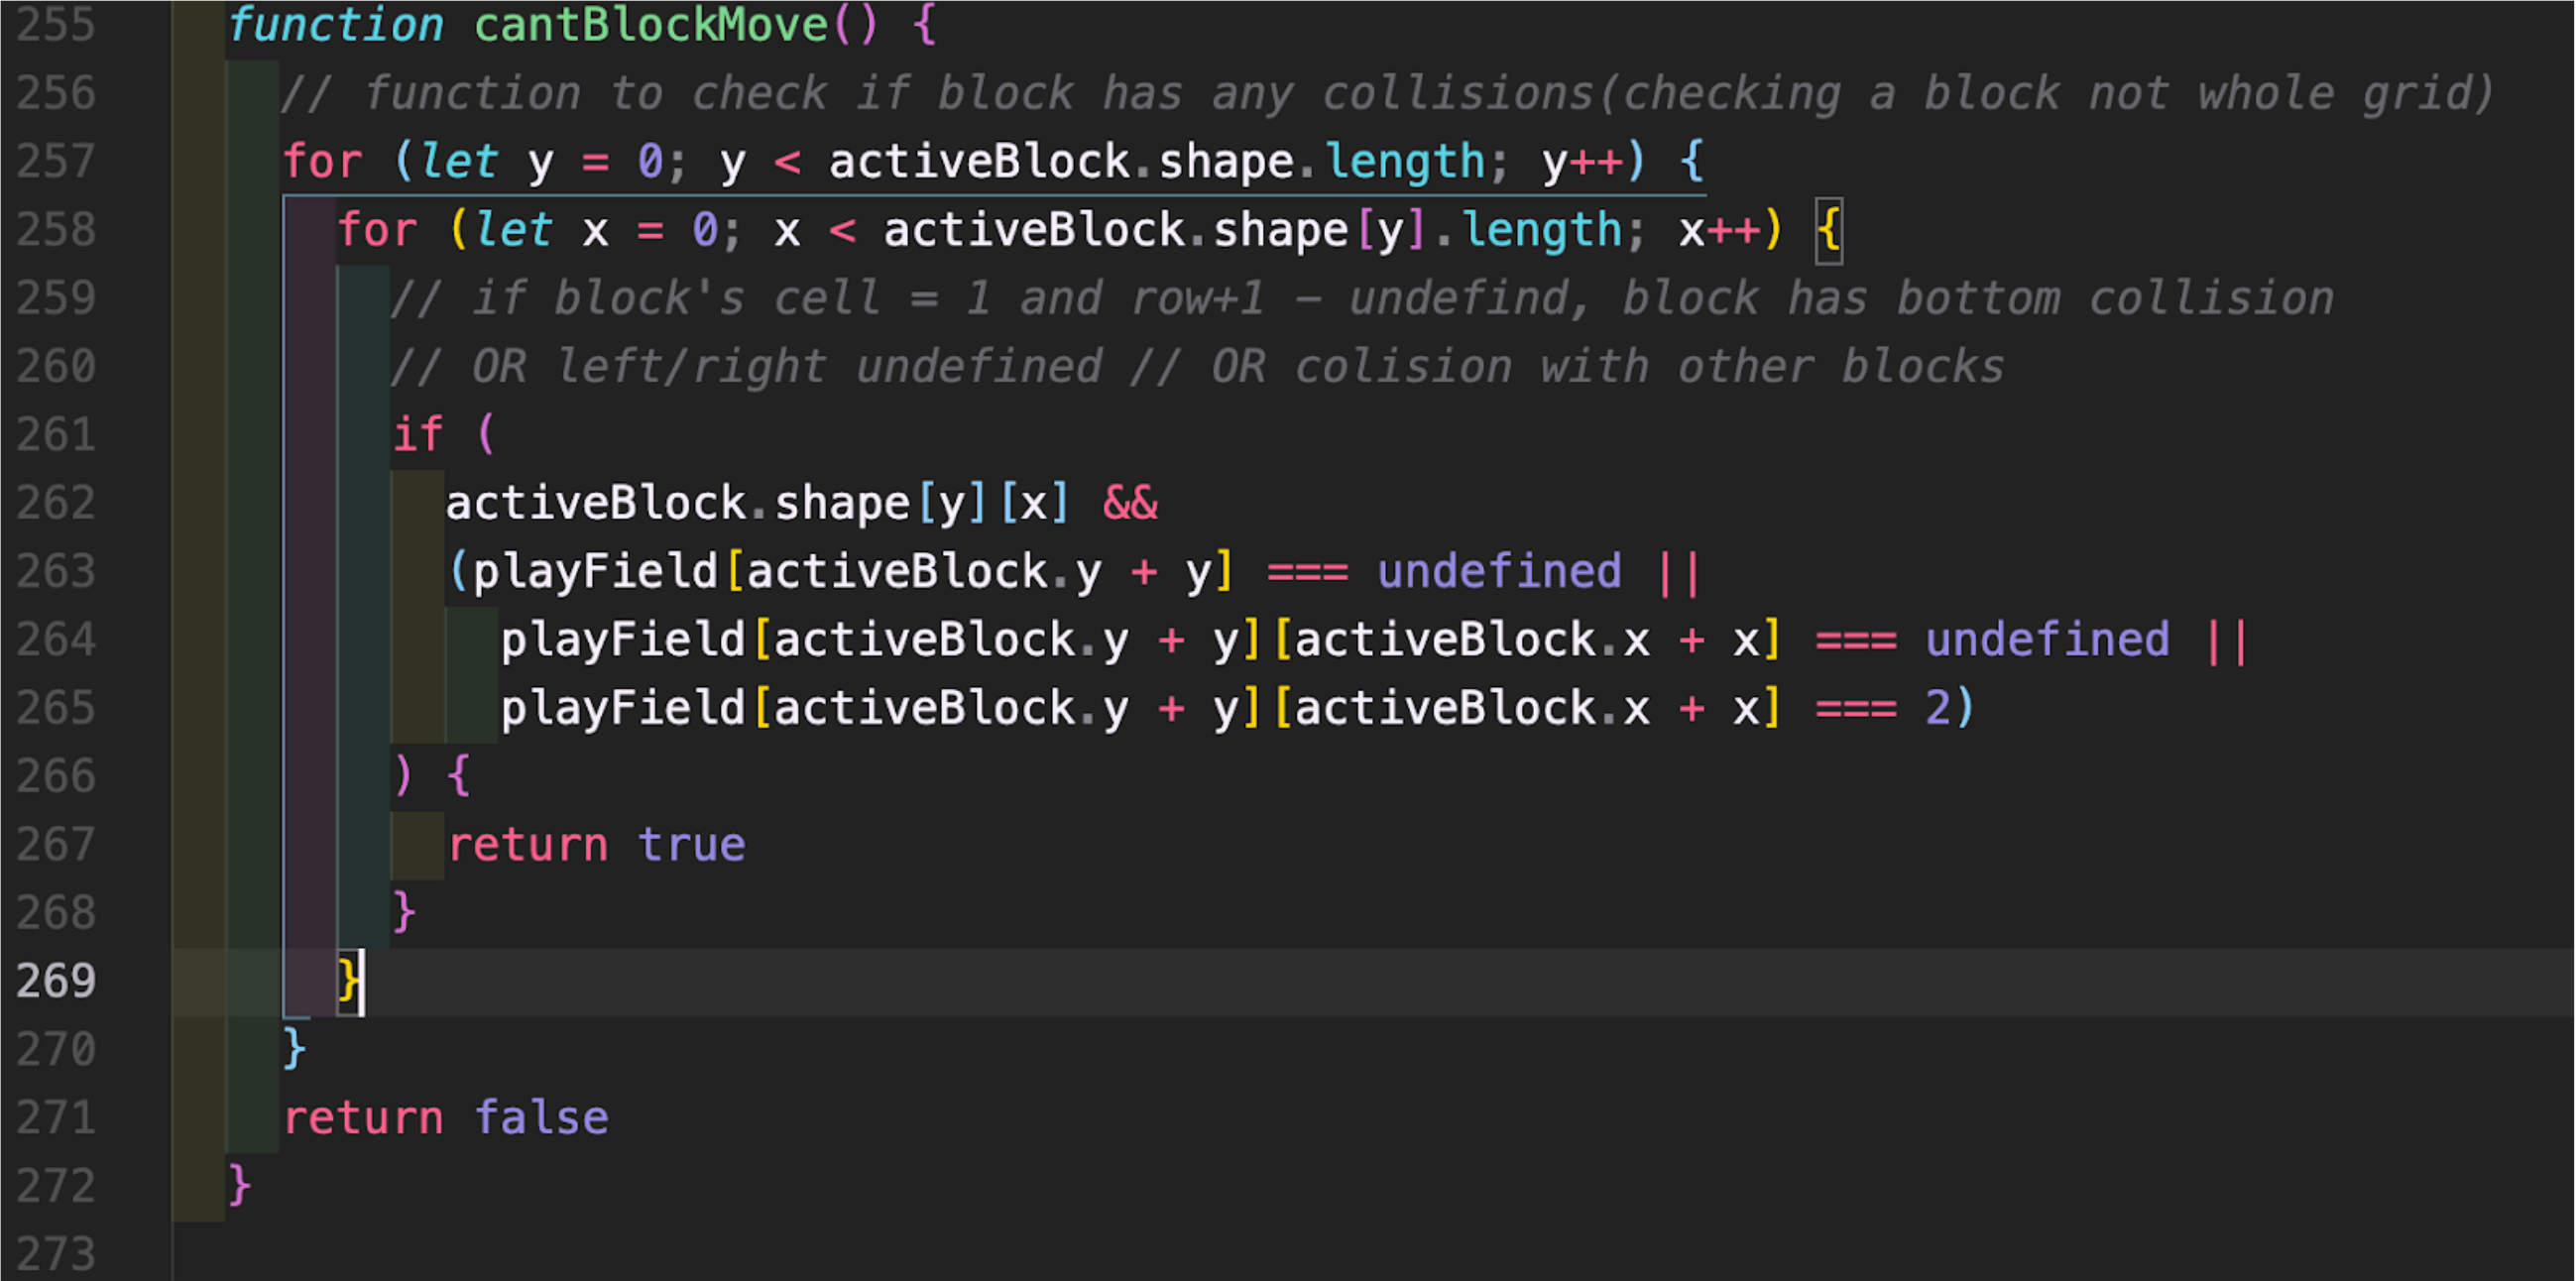 255 function cantBlockMove() {
256 // function to check if block has any collisions(checking a block not whole grid)
257 for (let y = 0; y < activeBlock.shape.length; y++) {
258 for (let x = 0; x < activeBlock.shape[y].length; x++) {
259 // if block's cell = 1 and row+1 – undefind, block has bottom collision
260 // OR left/right undefined // OR colision with other blocks
261 if (
262 activeBlock.shape[y][x] &&
263 (playField[activeBlock.y + y] === undefined ||
264 playField[activeBlock.y + y][activeBlock.x + x] === undefined ||
265 playField[activeBlock.y + y][activeBlock.x + x] === 2)
266 ) {
267 return true
268 }
269 }
270 }
271 return false
272 }
273